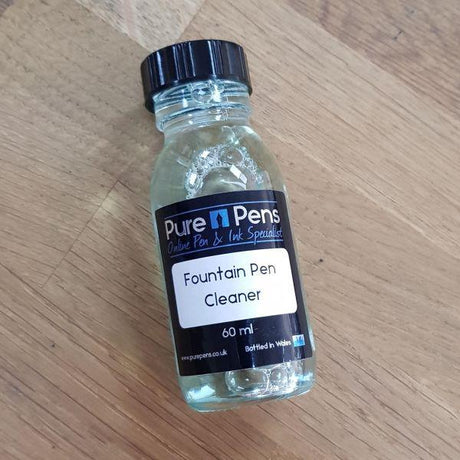 Pure Pens
Online Pen & Ink Specialist
Fountain Pen
Cleaner
60 ml
www.purepens.co.uk
Bottled in Wales